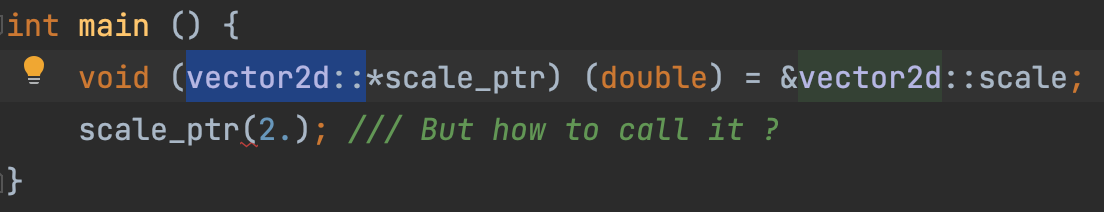 int main () {
void (vector2d::*scale_ptr) (double) = &vector2d::scale;
scale_ptr(2.); /// But how to call it ?
}